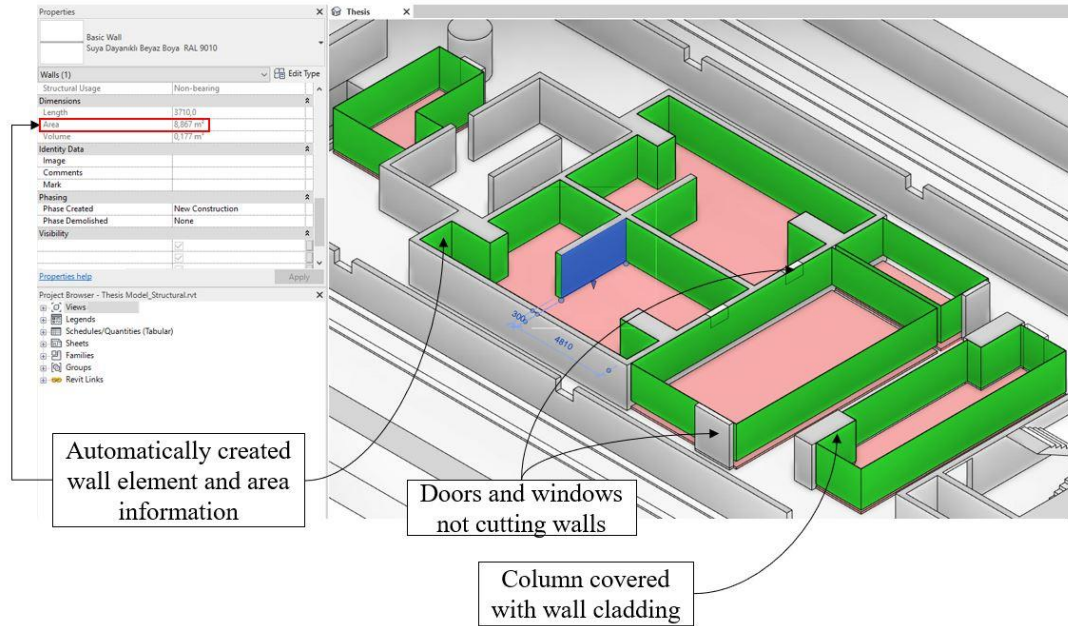 Properties
Basic Wall
Suya Dayanıklı Beyaz Boya RAL 9010
Walls (1)
Edit Type
Structural Usage Non-bearing
Dimensions
Length 3710,0
Area 8,867 m²
Volume 0,177 m³
Identity Data
Image
Comments
Mark
Phasing
Phase Created New Construction
Phase Demolished None
Visibility
Properties help
Apply
Project Browser - Thesis Model_Structural.rvt
Views
Legends
Schedules/Quantities (Tabular)
Sheets
Families
Groups
Revit Links
Thesis
4810
Automatically created
wall element and area
information
Doors and windows
not cutting walls
Column covered
with wall cladding